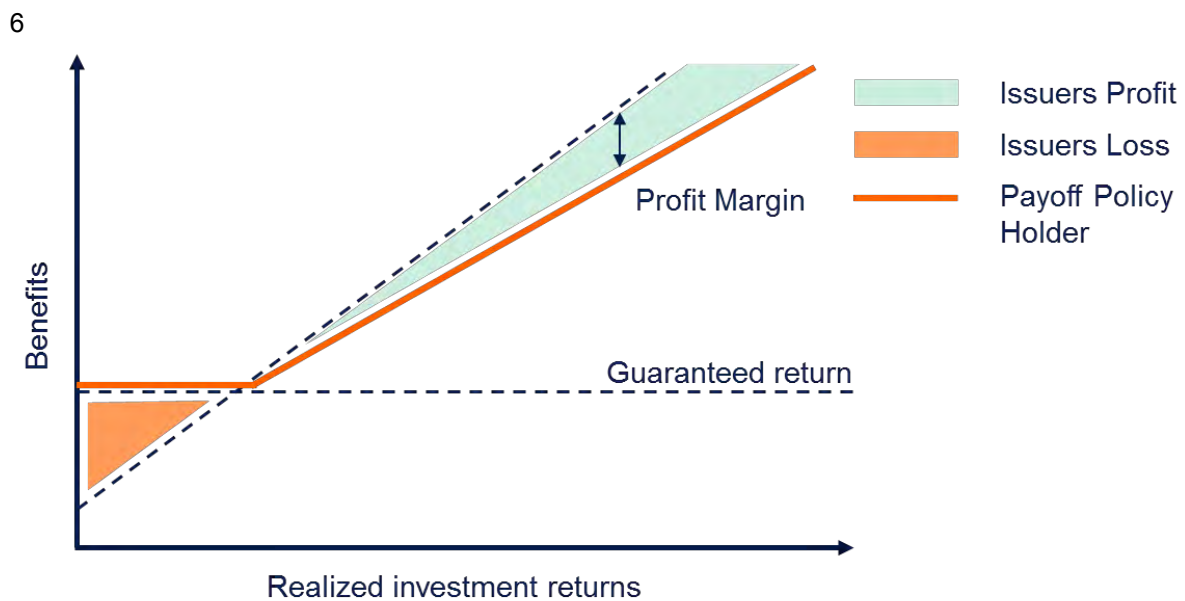 6
Issuers Profit
Issuers Loss
Payoff Policy
Holder
Profit Margin
Guaranteed return
Benefits
Realized investment returns